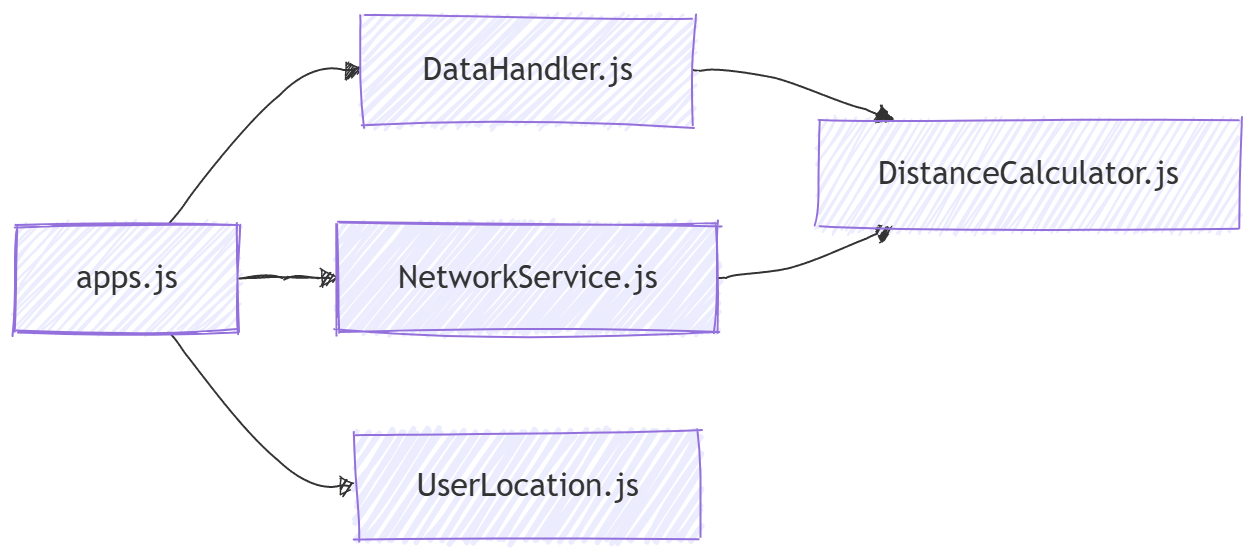 DataHandler.js
DistanceCalculator.js
apps.js
NetworkService.js
UserLocation.js